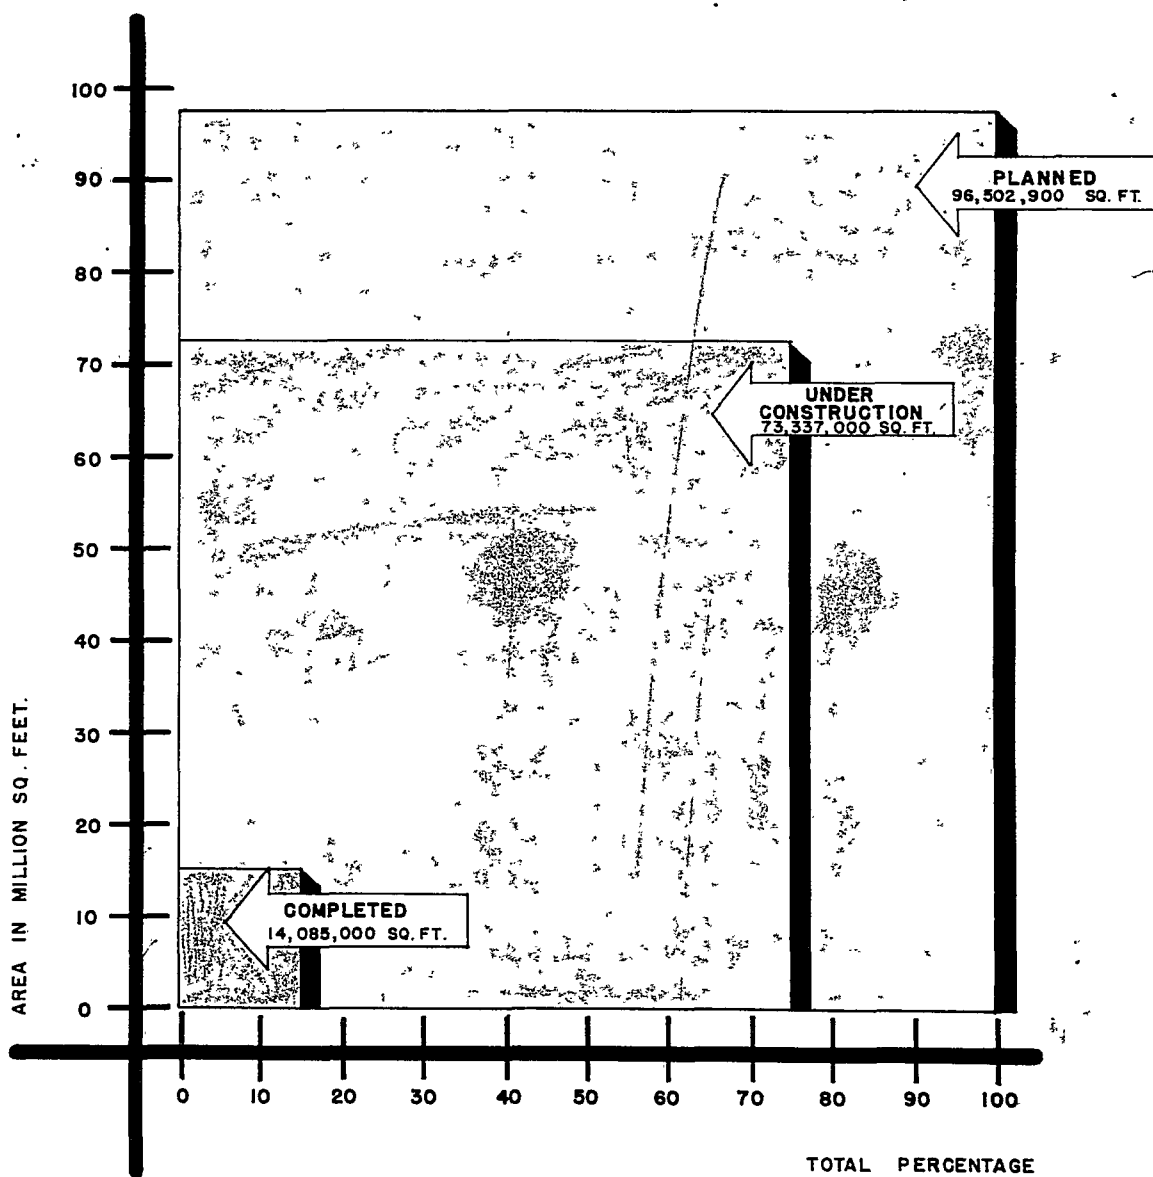 100
90
80
70
60
50
40
30
20
10
0
AREA IN MILLION SQ. FEET.
PLANNED
96,502,900 SQ. FT.
UNDER
CONSTRUCTION
73,337,000 SQ. FT.
COMPLETED
14,085,000 SQ. FT.
0 10 20 30 40 50 60 70 80 90 100
TOTAL PERCENTAGE